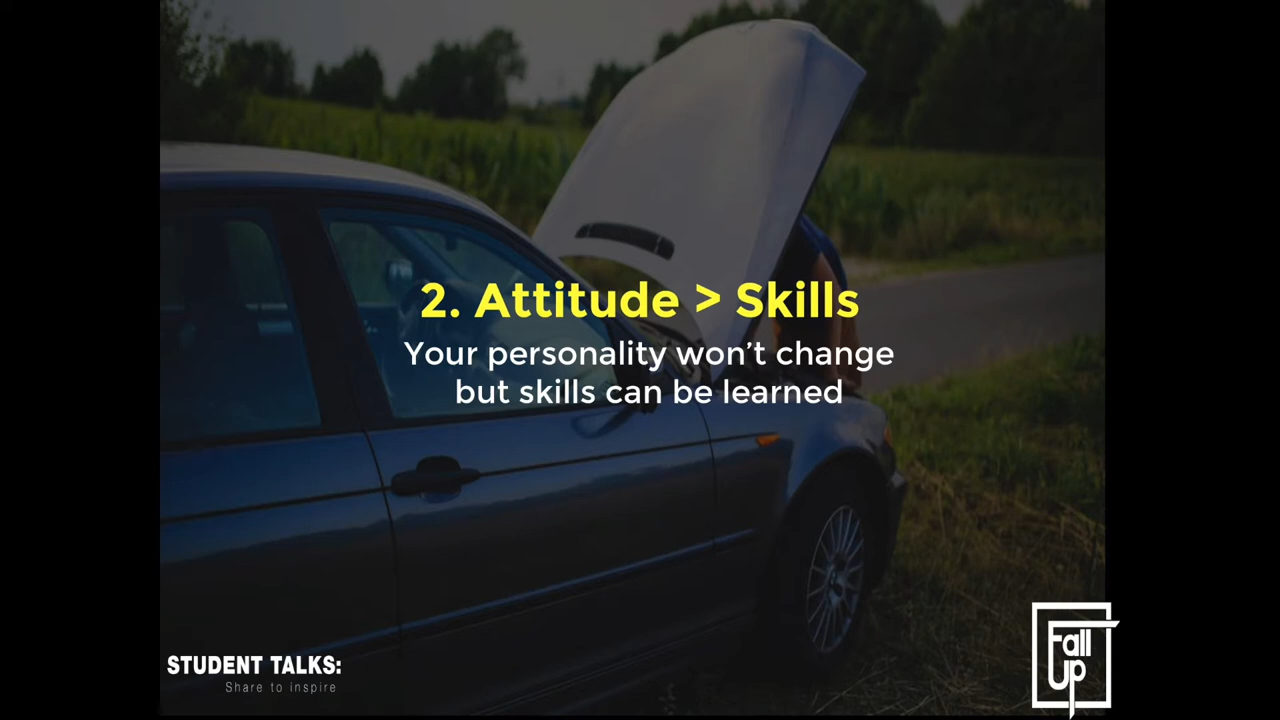 2. Attitude > Skills
Your personality won’t change
but skills can be learned
STUDENT TALKS:
Share to inspire
Fall
Up